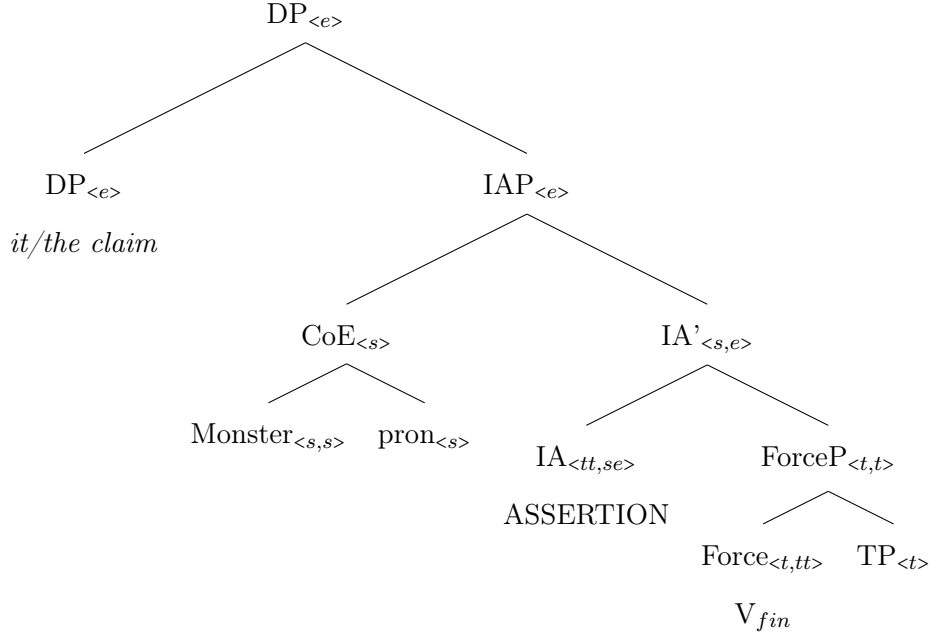 DP<e>
DP<e> IAP<e>
it/the claim
CoE<s> IA'<s,e>
Monster<s,s> pron<s> IA<tt,se> ForceP<t,t>
ASSERTION
Force<t,tt> TP<t>
Vfin